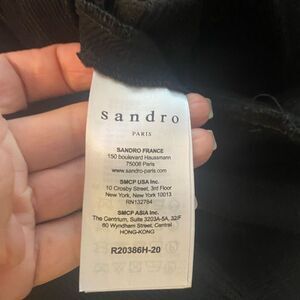 sandro
PARIS
SANDRO FRANCE
150 boulevard Haussmann
75008 Paris
www.sandro-paris.com
SMCP USA Inc.
10 Crosby Street, 3rd Floor
New York, New York 10013
RN132784
SMCP ASIA Inc.
The Centrium, Suite 3203A-5A, 32/F
60 Wyndham Street, Central
HONG-KONG
R20386H-20